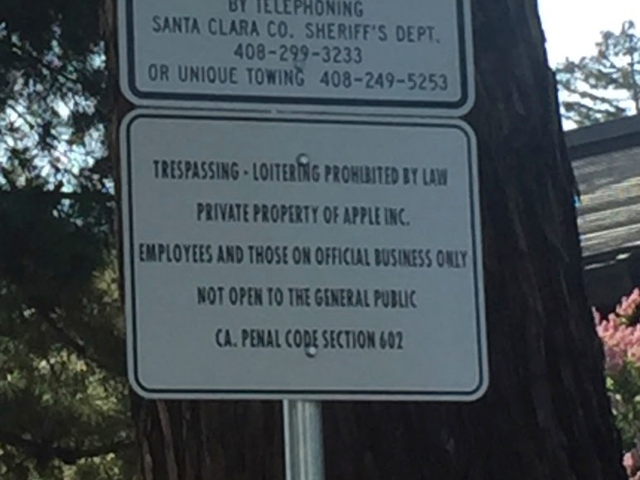 BY TELEPHONING
SANTA CLARA CO. SHERIFF'S DEPT.
408-299-3233
OR UNIQUE TOWING 408-249-5253
TRESPASSING - LOITERING PROHIBITED BY LAW
PRIVATE PROPERTY OF APPLE INC.
EMPLOYEES AND THOSE ON OFFICIAL BUSINESS ONLY
NOT OPEN TO THE GENERAL PUBLIC
CA. PENAL CODE SECTION 602